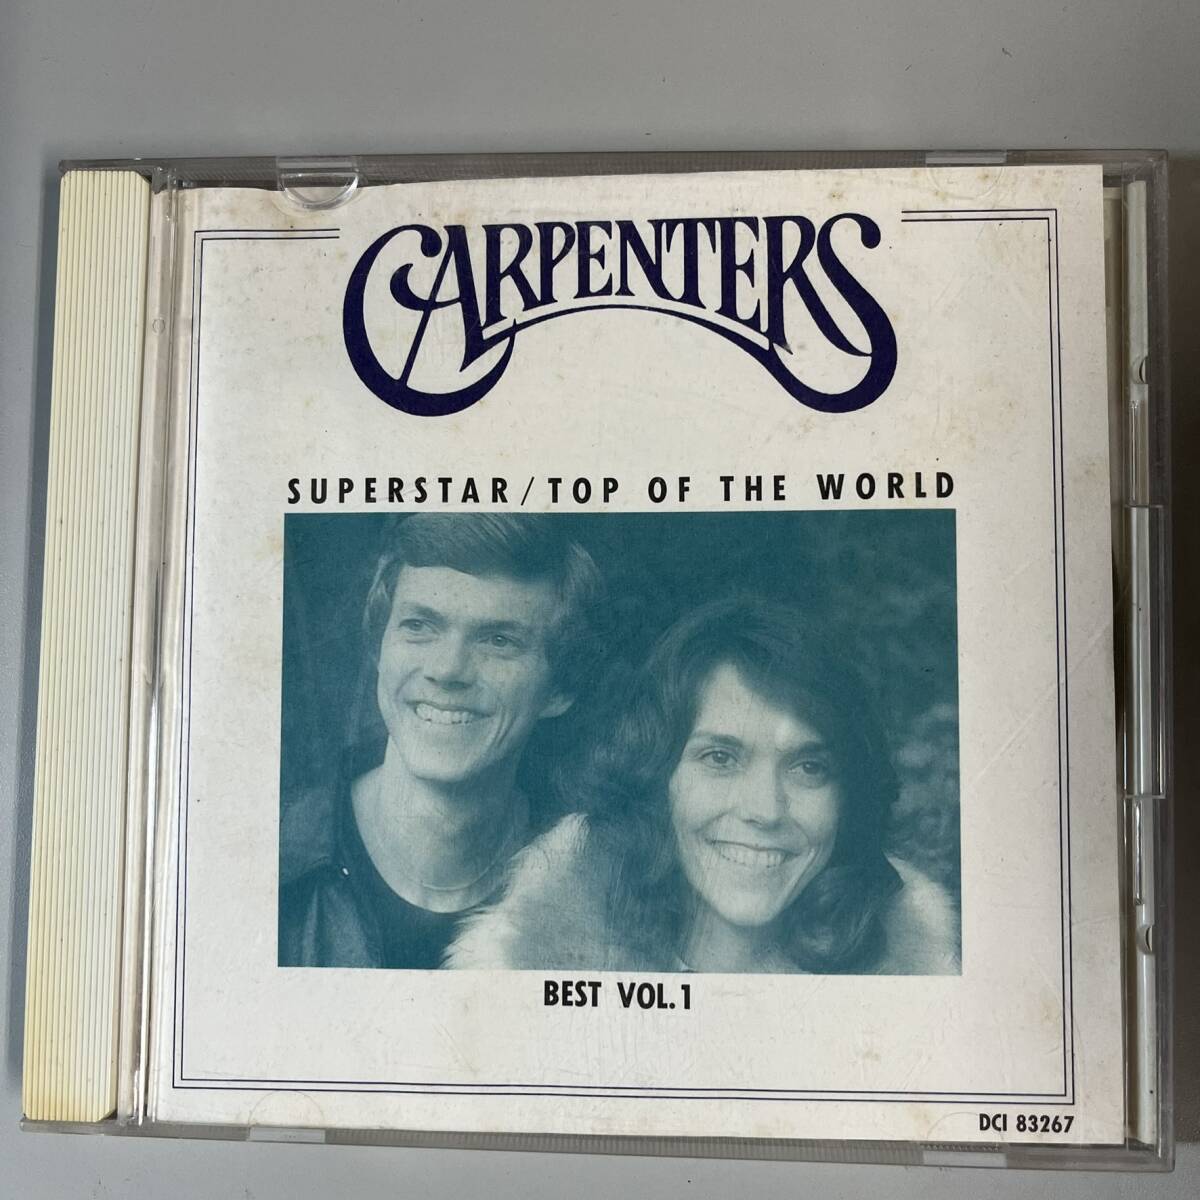 CARPENTERS
SUPERSTAR/TOP OF THE WORLD
BEST VOL.1
DCI 83267